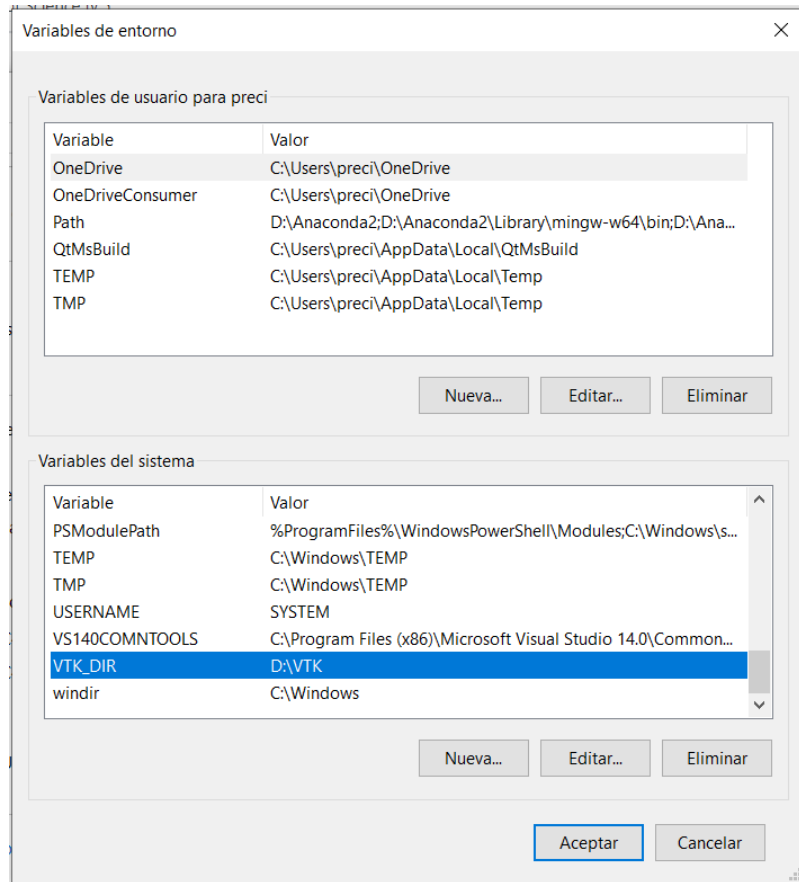 Variables de entorno
Variables de usuario para preci
Variable Valor
OneDrive C:\Users\preci\OneDrive
OneDriveConsumer C:\Users\preci\OneDrive
Path D:\Anaconda2;D:\Anaconda2\Library\mingw-w64\bin;D:\Ana...
QtMsBuild C:\Users\preci\AppData\Local\QtMsBuild
TEMP C:\Users\preci\AppData\Local\Temp
TMP C:\Users\preci\AppData\Local\Temp
Nueva... Editar... Eliminar
Variables del sistema
Variable Valor
PSModulePath %ProgramFiles%\WindowsPowerShell\Modules;C:\Windows\s...
TEMP C:\Windows\TEMP
TMP C:\Windows\TEMP
USERNAME SYSTEM
VS140COMNTOOLS C:\Program Files (x86)\Microsoft Visual Studio 14.0\Common...
VTK_DIR D:\VTK
windir C:\Windows
Nueva... Editar... Eliminar
Aceptar Cancelar